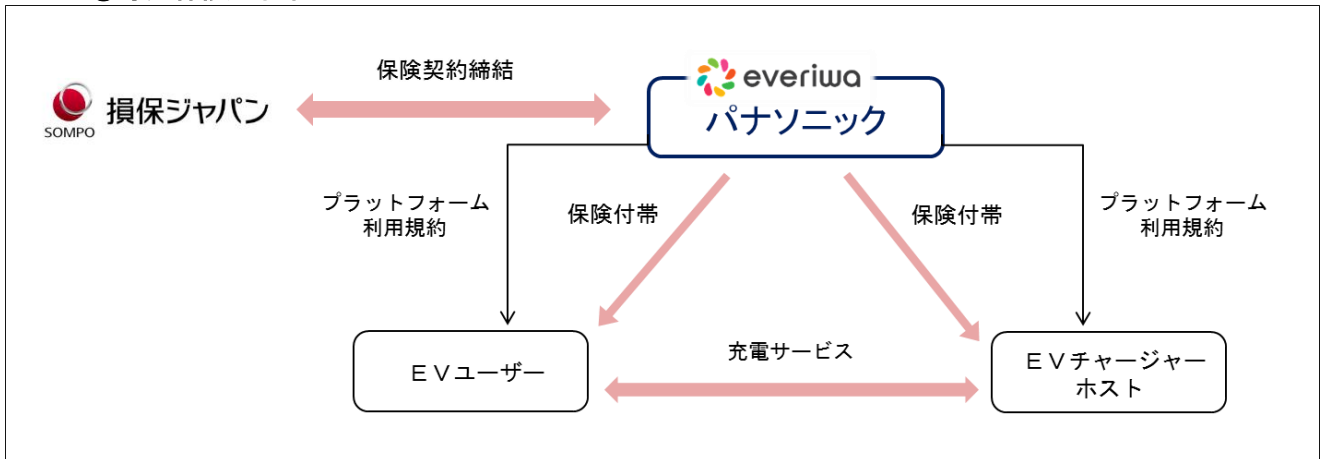 保険契約締結
everiwa
SOMPO
損保ジャパン
パナソニック
プラットフォーム
利用規約
保険付帯
保険付帯
プラットフォーム
利用規約
ＥＶユーザー
充電サービス
ＥＶチャージャー
ホスト